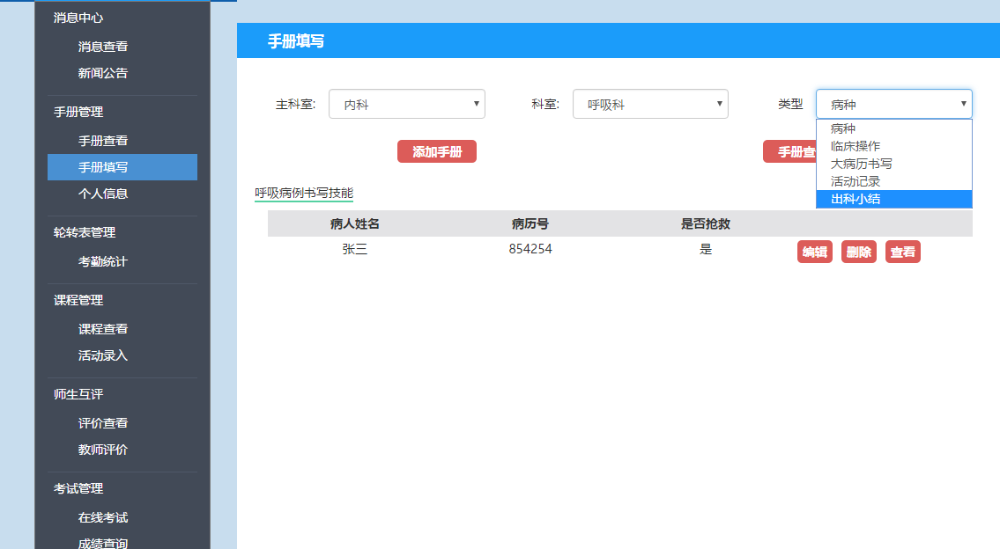 消息中心
消息查看
新闻公告
手册管理
手册查看
手册填写
个人信息
轮转表管理
考勤统计
课程管理
课程查看
活动录入
师生互评
评价查看
教师评价
考试管理
在线考试
成绩查询
手册填写
主科室: 内科 科室: 呼吸科 类型 病种
病种
临床操作
大病历书写
活动记录
出科小结
添加手册 手册查
呼吸病例书写技能
病人姓名 病历号 是否抢救
张三 854254 是 编辑 删除 查看